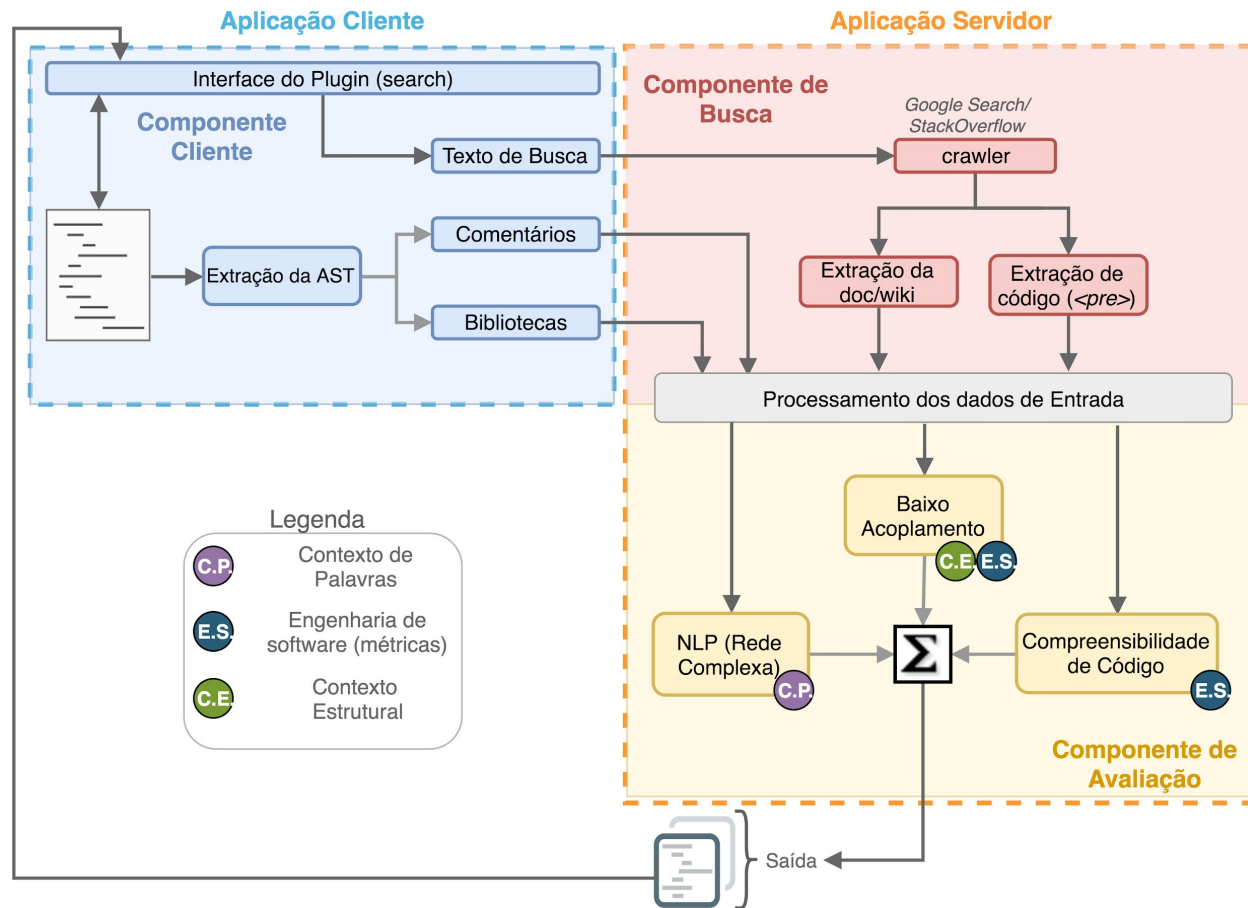 Aplicação Cliente
Aplicação Servidor
Interface do Plugin (search)
Componente
Cliente
Texto de Busca
Comentários
Extração da AST
Bibliotecas
Componente de
Busca
Google Search/
StackOverflow
crawler
Extração da
doc/wiki
Extração de
código (<pre>)
Processamento dos dados de Entrada
Baixo
Acoplamento
C.E.
E.S.
NLP (Rede
Complexa)
C.P.
Σ
Compreensibilidade
de Código
E.S.
Componente de
Avaliação
Legenda
C.P.
Contexto de
Palavras
E.S.
Engenharia de
software (métricas)
C.E.
Contexto
Estrutural
Saída